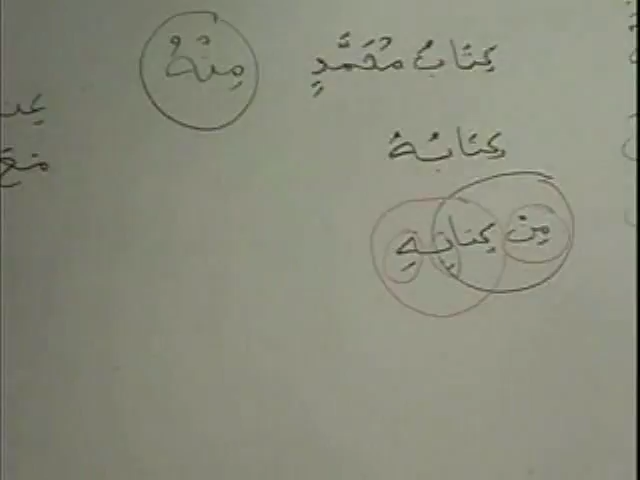 كِتَابُ مُحَمَّدٍ مِنْهُ
كِتَابُهُ
مِنْ كِتَابِهِ
مَعَ